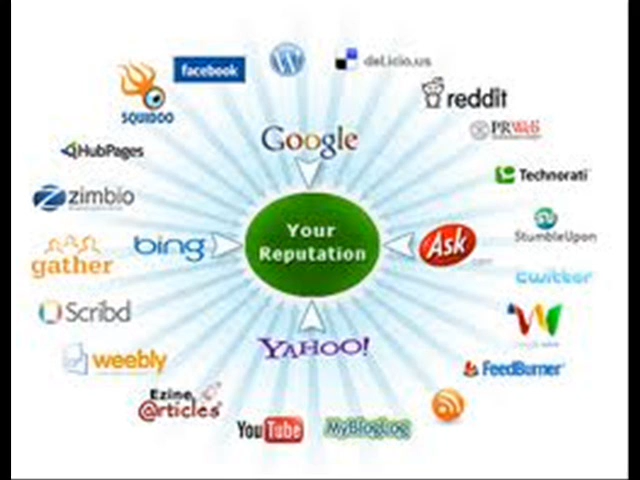 facebook
W
del.icio.us
SQUIDOO
reddit
Google
PRWeb
HubPages
Technorati
zimbio
Your
Reputation
StumbleUpon
bing
Ask
.com
gather
twitter
Scribd
YAHOO!
weebly
FeedBurner
Ezine
@rticles
YouTube
MyBlogLog